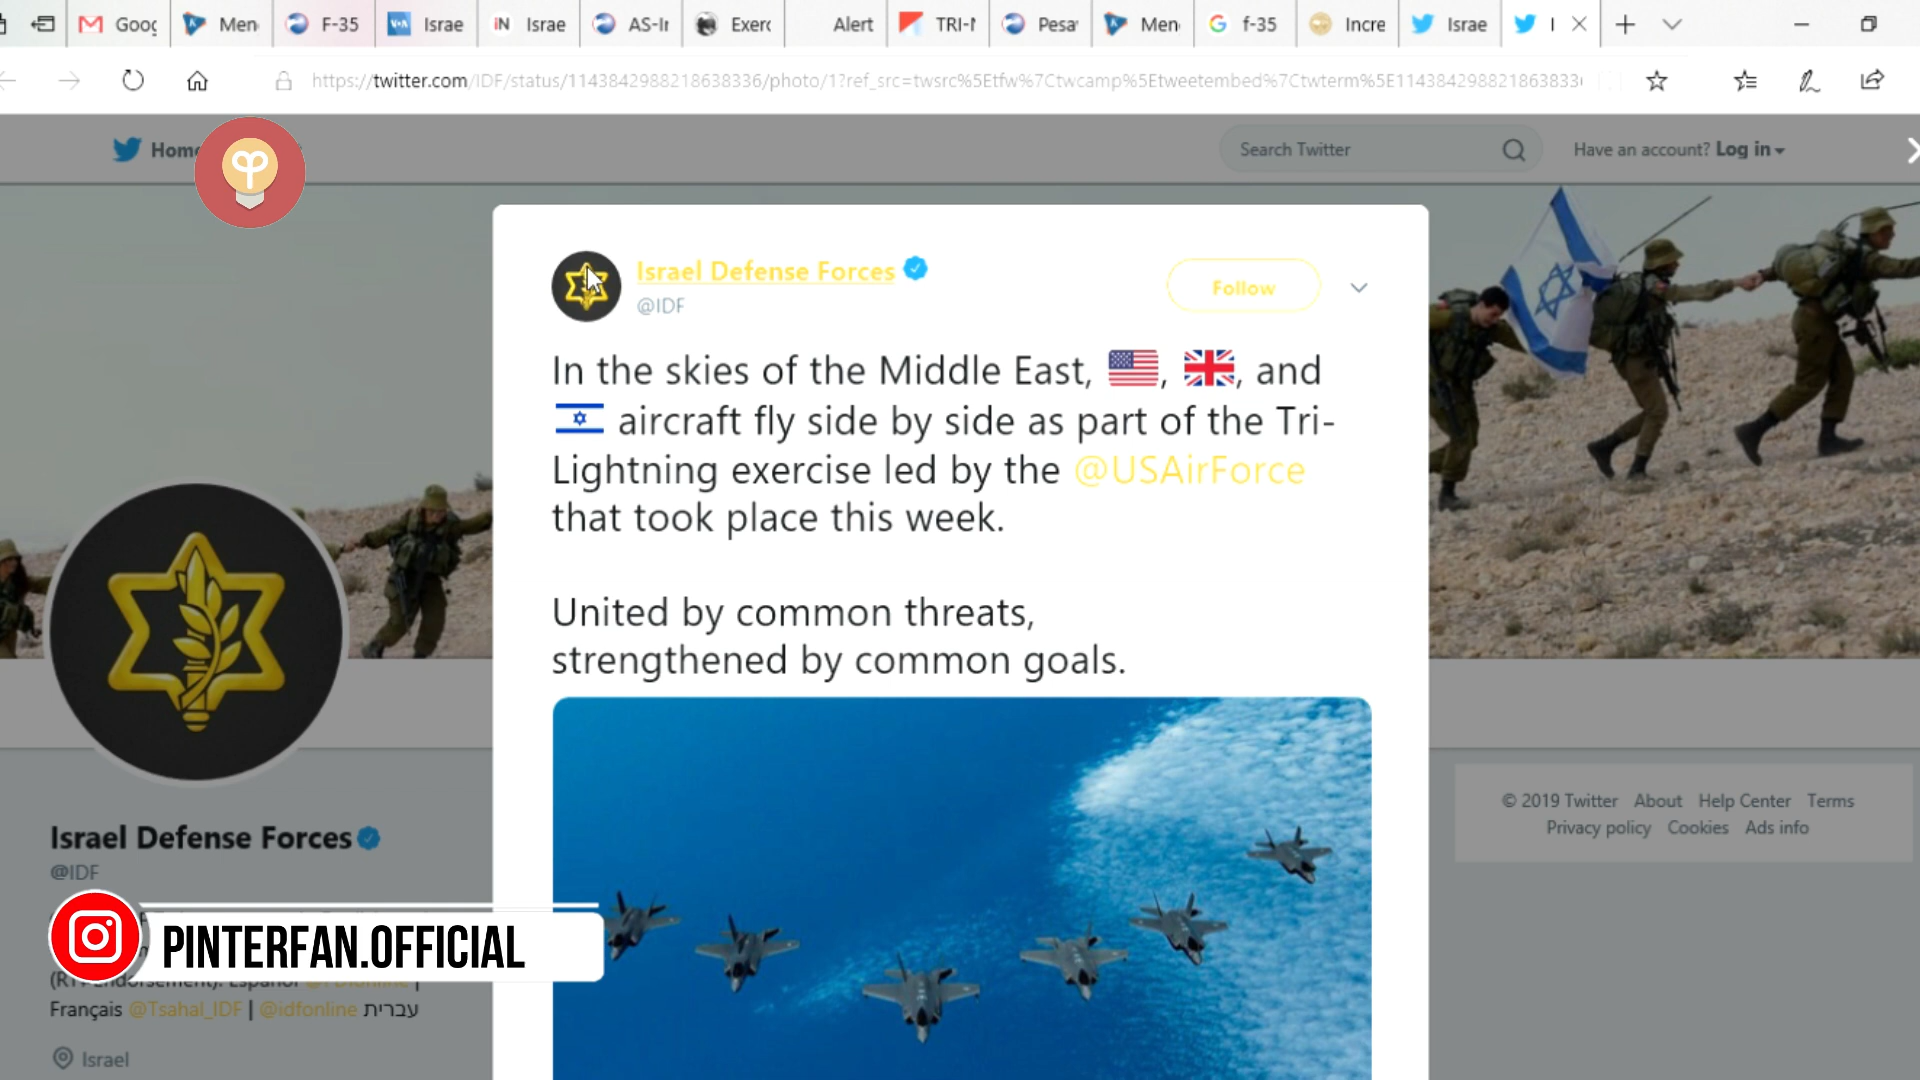 Goog
Men
F-35
Israe
Israe
AS-Ir
Exerc
Alert
TRI-
Pesa
Men
f-35
Incre
Israe
I
https://twitter.com/IDF/status/1143842988218638336/photo/1?ref_src=twsrc%5Etfw%7Ctwcamp%5Etweetembed%7Ctwterm%5E114384298821863833
Home
Search Twitter
Have an account? Log in
Israel Defense Forces
@IDF
Follow
In the skies of the Middle East, 🇺🇸, 🇬🇧, and
🇮🇱 aircraft fly side by side as part of the Tri-
Lightning exercise led by the @USAirForce
that took place this week.
United by common threats,
strengthened by common goals.
© 2019 Twitter About Help Center Terms
Privacy policy Cookies Ads info
Israel Defense Forces
@IDF
PINTERFAN.OFFICIAL
Français @Tsahal_IDF | @idfonline עברית
Israel